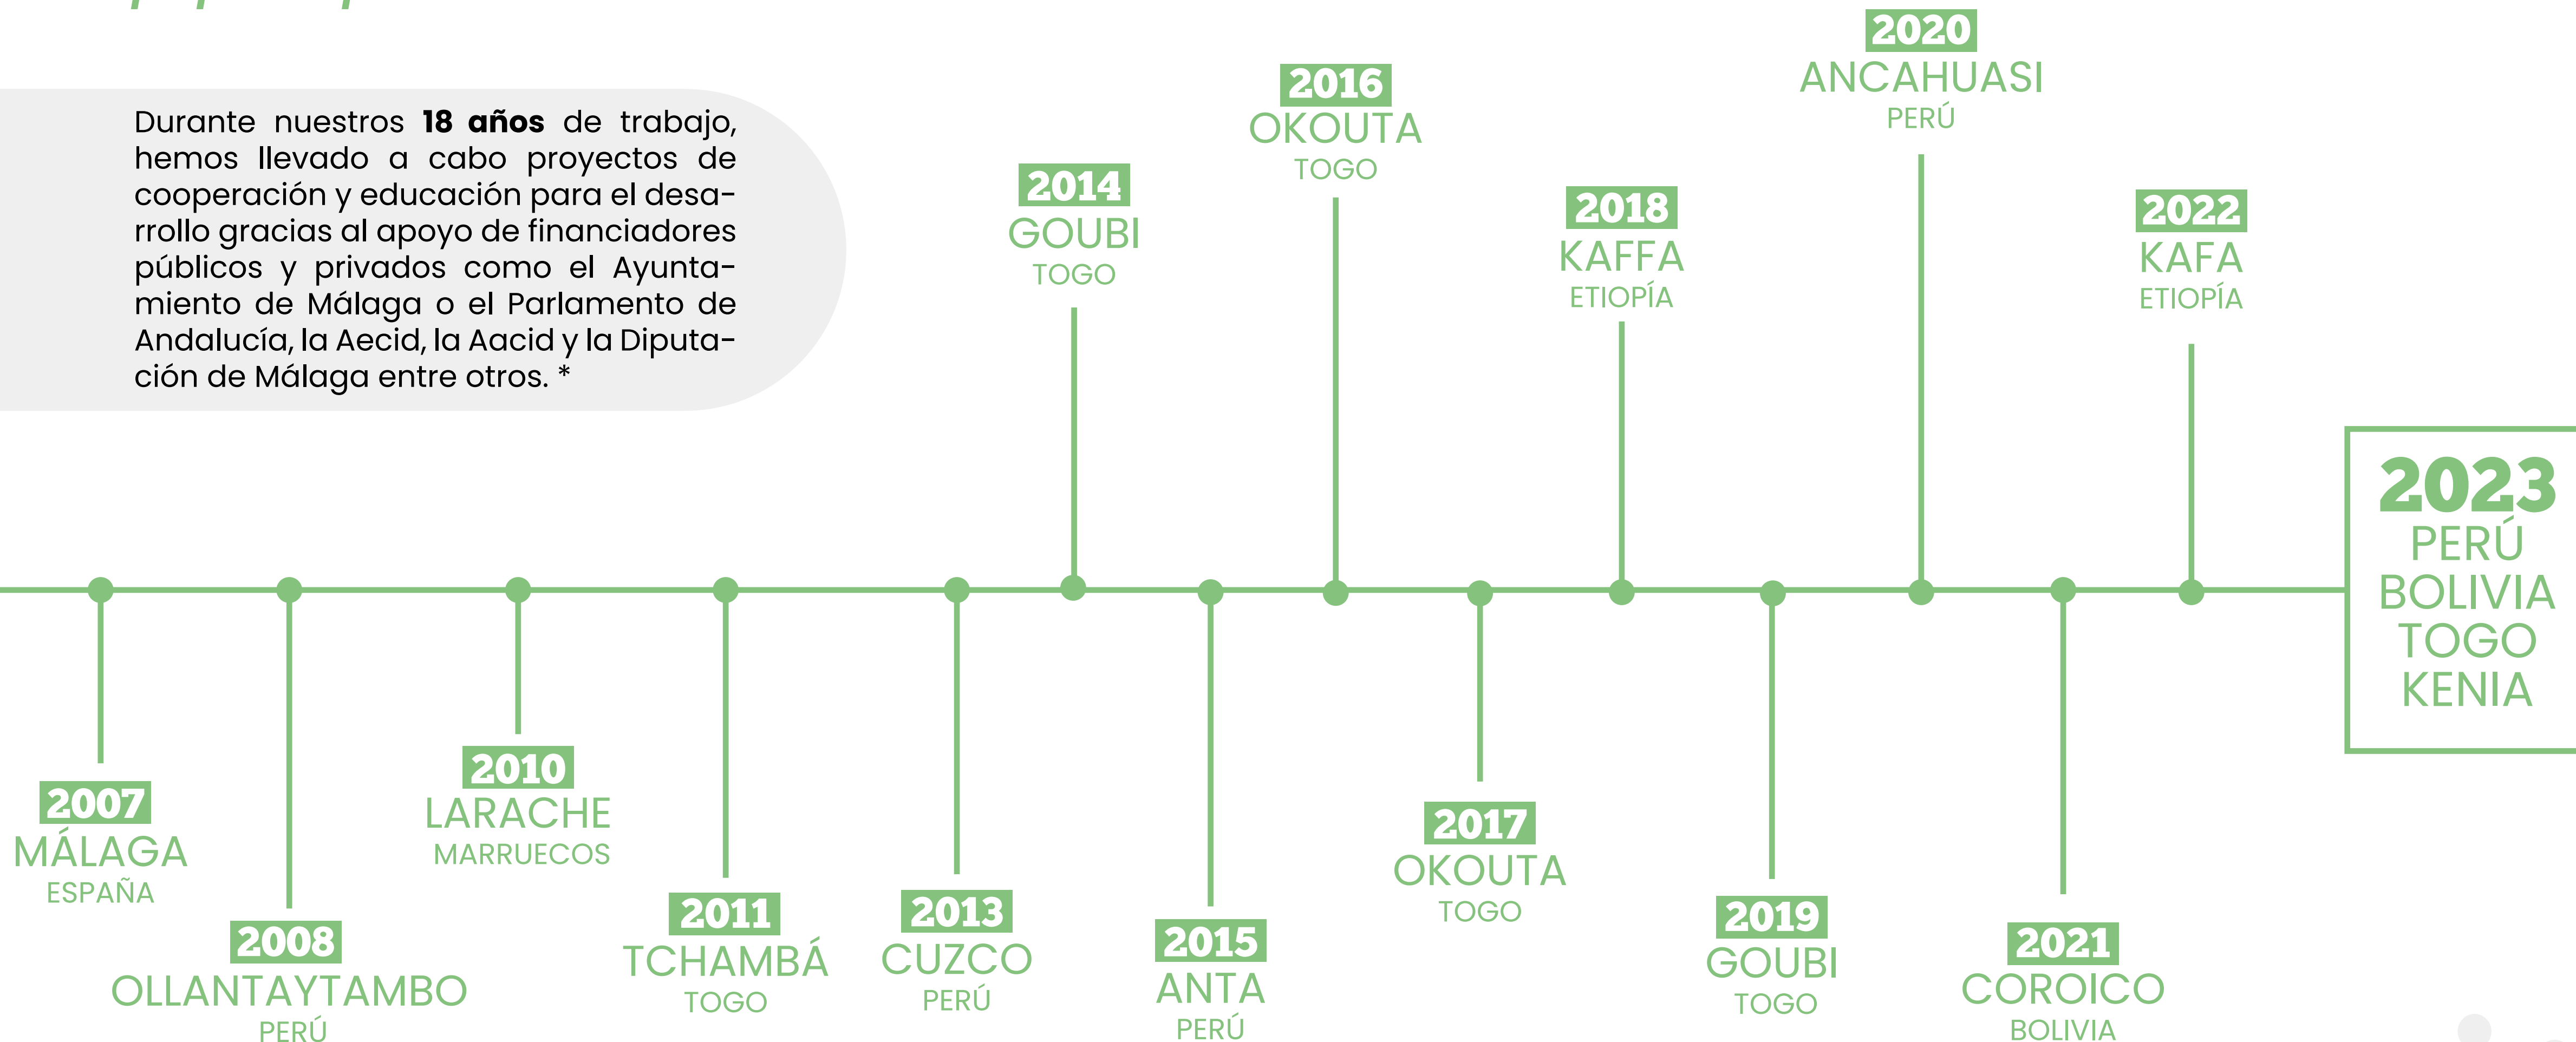 Durante nuestros 18 años de trabajo,
hemos llevado a cabo proyectos de
cooperación y educación para el desa-
rrollo gracias al apoyo de financiadores
públicos y privados como el Ayunta-
miento de Málaga o el Parlamento de
Andalucía, la Aecid, la Aacid y la Diputa-
ción de Málaga entre otros. *
2007
MÁLAGA
ESPAÑA
2008
OLLANTAYTAMBO
PERÚ
2010
LARACHE
MARRUECOS
2011
TCHAMBÁ
TOGO
2013
CUZCO
PERÚ
2014
GOUBI
TOGO
2015
ANTA
PERÚ
2016
OKOUTA
TOGO
2017
OKOUTA
TOGO
2018
KAFFA
ETIOPÍA
2019
GOUBI
TOGO
2020
ANCAHUASI
PERÚ
2021
COROICO
BOLIVIA
2022
KAFA
ETIOPÍA
2023
PERÚ
BOLIVIA
TOGO
KENIA